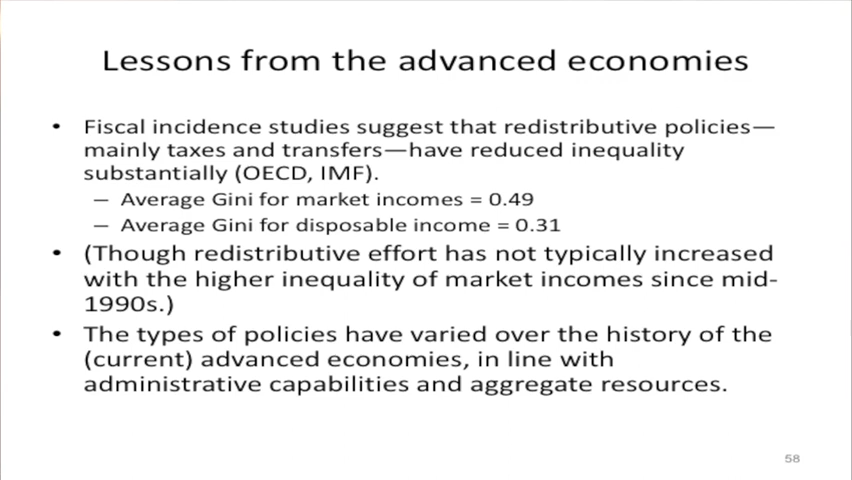 Lessons from the advanced economies
• Fiscal incidence studies suggest that redistributive policies—
mainly taxes and transfers—have reduced inequality
substantially (OECD, IMF).
– Average Gini for market incomes = 0.49
– Average Gini for disposable income = 0.31
• (Though redistributive effort has not typically increased
with the higher inequality of market incomes since mid-
1990s.)
• The types of policies have varied over the history of the
(current) advanced economies, in line with
administrative capabilities and aggregate resources.
58